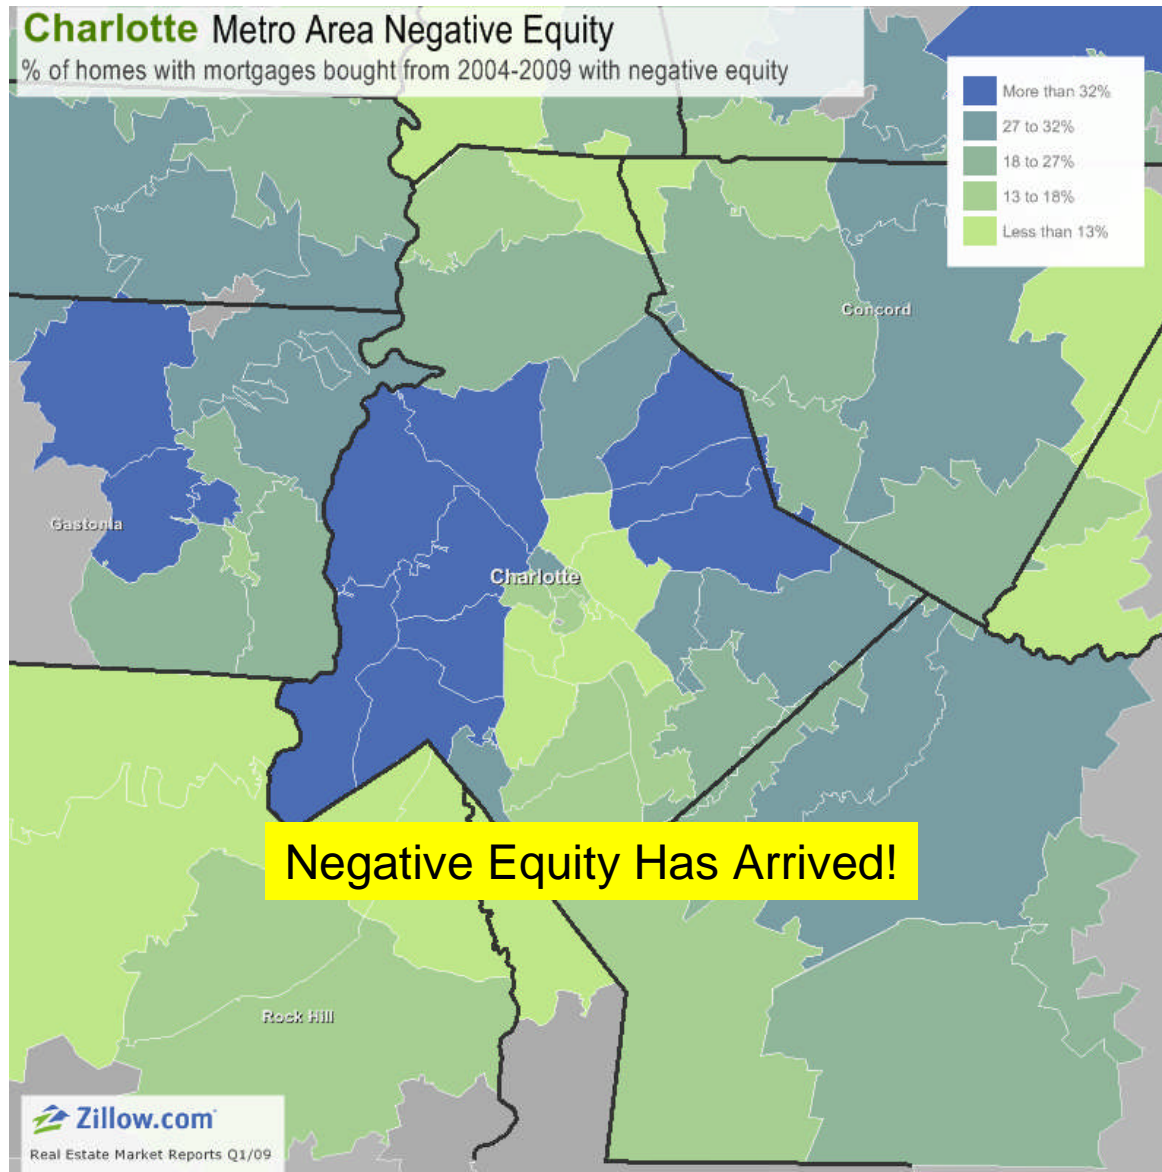 Charlotte Metro Area Negative Equity
% of homes with mortgages bought from 2004-2009 with negative equity
More than 32%
27 to 32%
18 to 27%
13 to 18%
Less than 13%
Concord
Gastonia
Charlotte
Negative Equity Has Arrived!
Rock Hill
Zillow.com
Real Estate Market Reports Q1/09